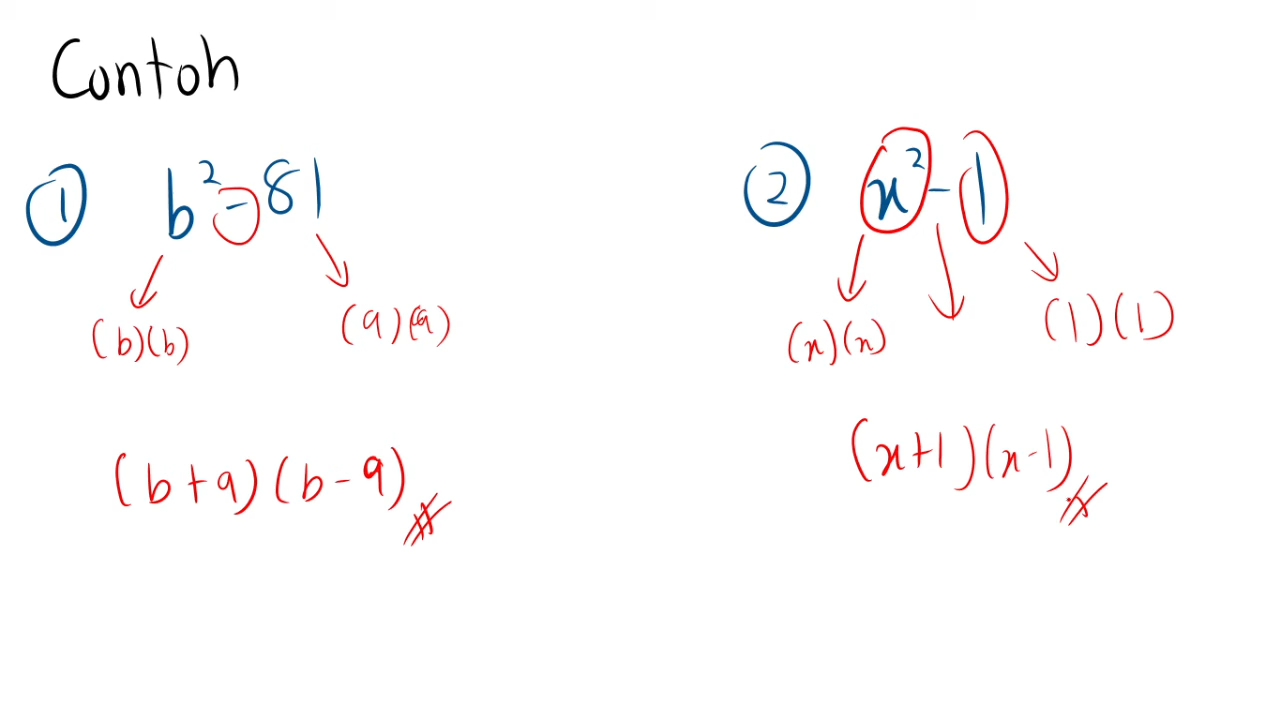 Contoh
① b² - 81
(b)(b) (9)(9)
(b+9)(b-9)
② x² - 1
(x)(x) (1)(1)
(x+1)(x-1)